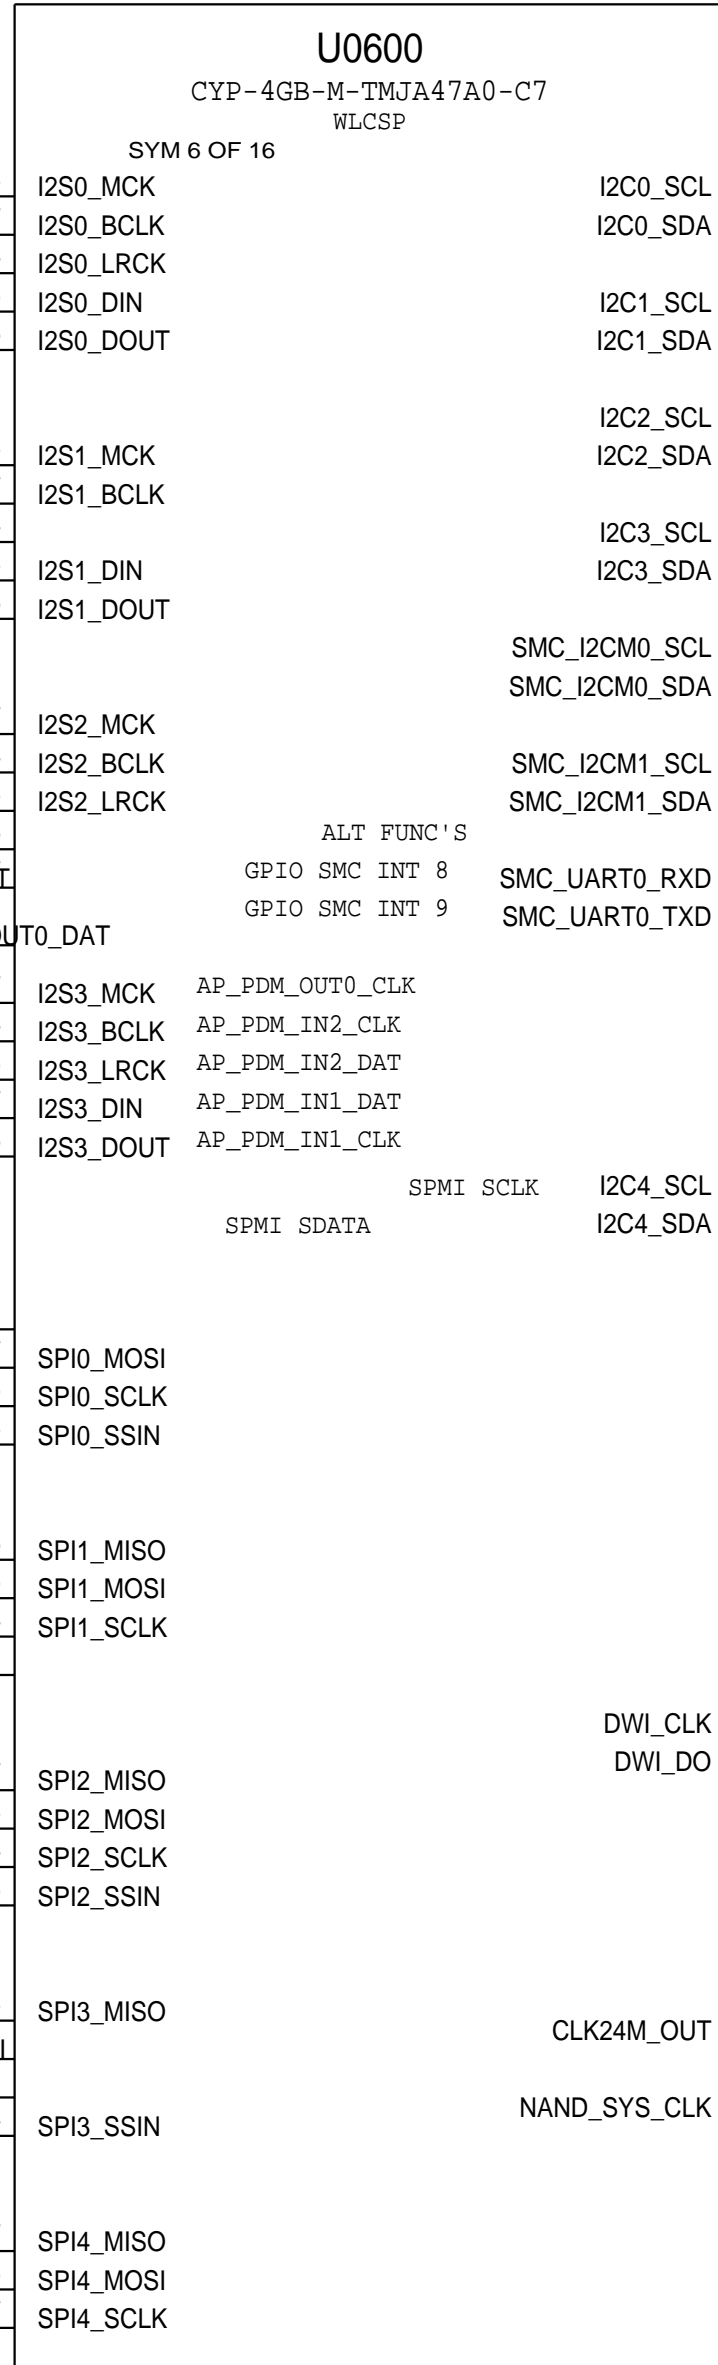 U0600
CYP-4GB-M-TMJA47A0-C7
WLCSP
SYM 6 OF 16
I2S0_MCK I2C0_SCL
I2S0_BCLK I2C0_SDA
I2S0_LRCK
I2S0_DIN I2C1_SCL
I2S0_DOUT I2C1_SDA
I2C2_SCL
I2S1_MCK I2C2_SDA
I2S1_BCLK
I2C3_SCL
I2S1_DIN I2C3_SDA
I2S1_DOUT
SMC_I2CM0_SCL
SMC_I2CM0_SDA
I2S2_MCK
I2S2_BCLK SMC_I2CM1_SCL
I2S2_LRCK SMC_I2CM1_SDA
ALT FUNC'S
GPIO SMC INT 8 SMC_UART0_RXD
GPIO SMC INT 9 SMC_UART0_TXD
UT0_DAT
I2S3_MCK AP_PDM_OUT0_CLK
I2S3_BCLK AP_PDM_IN2_CLK
I2S3_LRCK AP_PDM_IN2_DAT
I2S3_DIN AP_PDM_IN1_DAT
I2S3_DOUT AP_PDM_IN1_CLK
SPMI SCLK I2C4_SCL
SPMI SDATA I2C4_SDA
SPI0_MOSI
SPI0_SCLK
SPI0_SSIN
SPI1_MISO
SPI1_MOSI
SPI1_SCLK
DWI_CLK
DWI_DO
SPI2_MISO
SPI2_MOSI
SPI2_SCLK
SPI2_SSIN
SPI3_MISO
CLK24M_OUT
NAND_SYS_CLK
SPI3_SSIN
SPI4_MISO
SPI4_MOSI
SPI4_SCLK